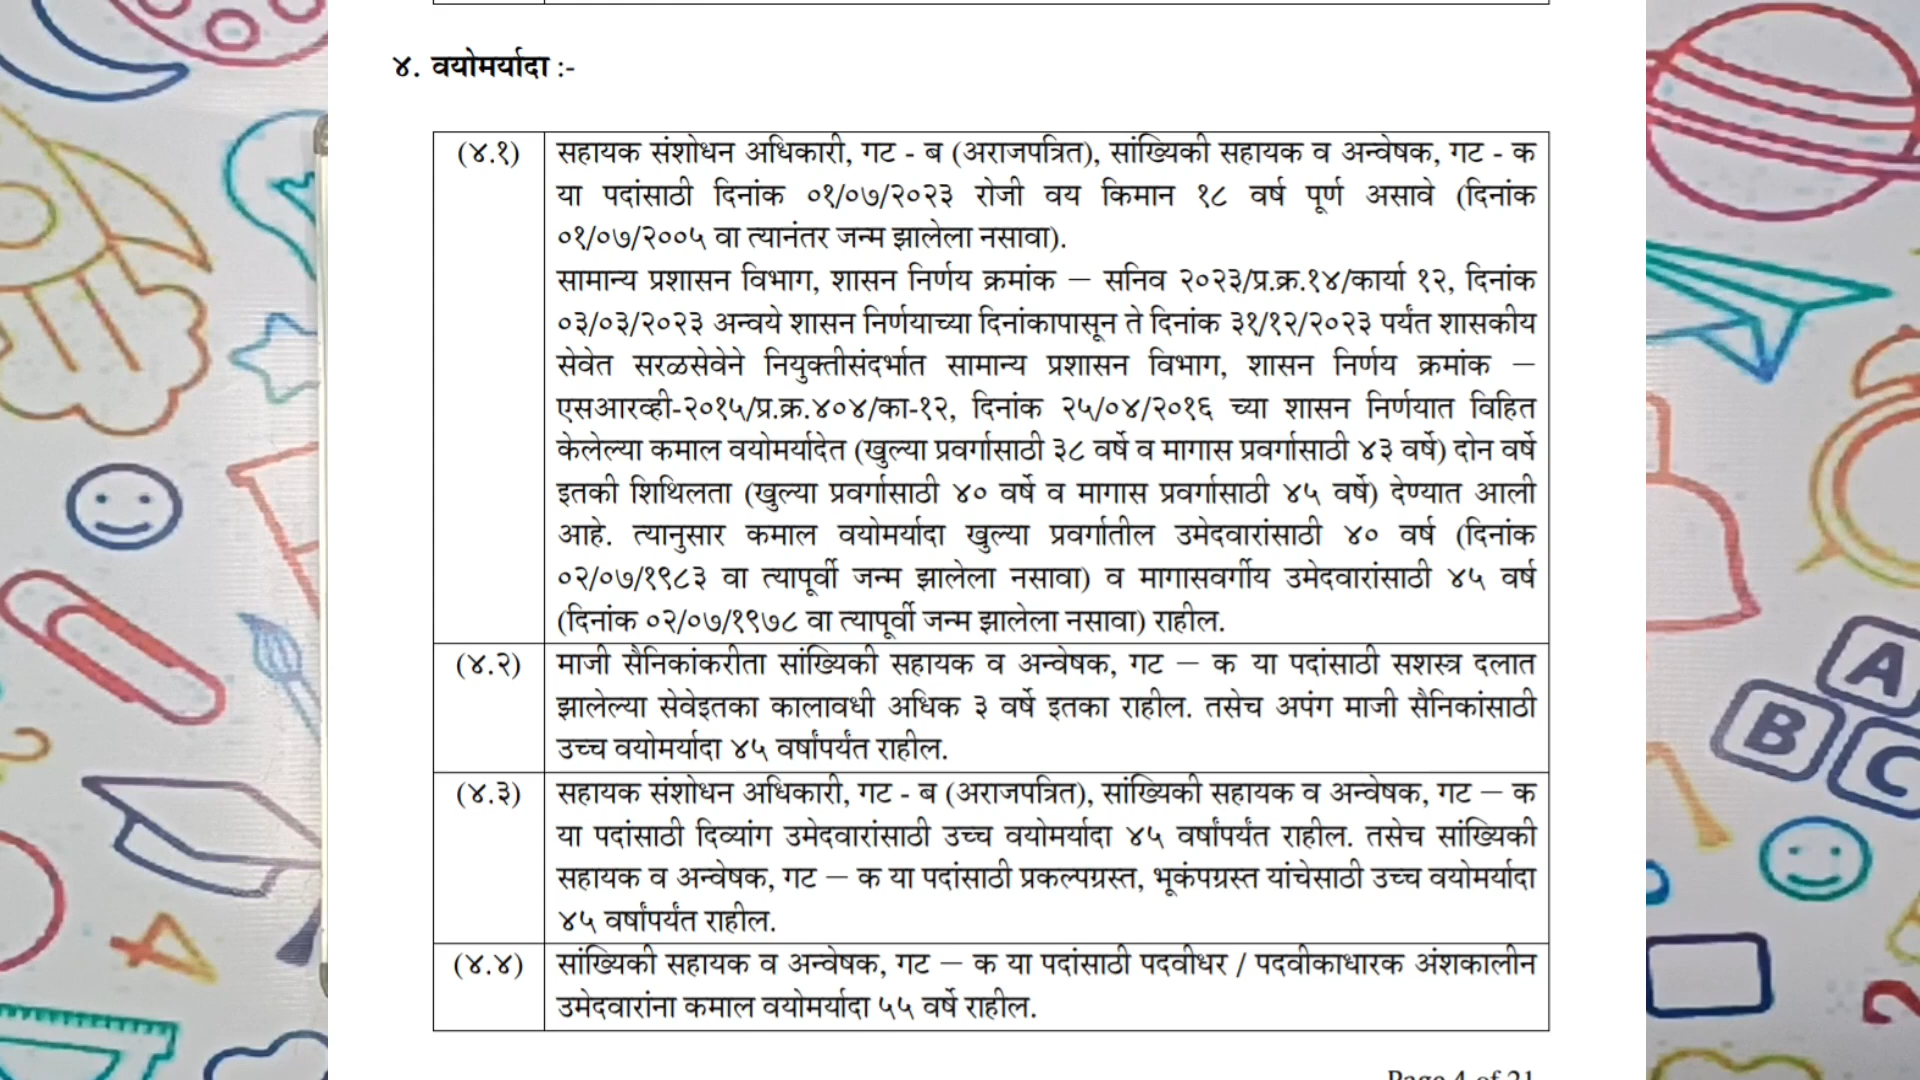 ४. वयोमर्यादा :-
(४.१) सहायक संशोधन अधिकारी, गट - ब (अराजपत्रित), सांख्यिकी सहायक व अन्वेषक, गट - क
या पदांसाठी दिनांक ०१/०७/२०२३ रोजी वय किमान १८ वर्ष पूर्ण असावे (दिनांक
०१/०७/२००५ वा त्यानंतर जन्म झालेला नसावा).
सामान्य प्रशासन विभाग, शासन निर्णय क्रमांक – सनिव २०२३/प्र.क्र.१४/कार्या १२, दिनांक
०३/०३/२०२३ अन्वये शासन निर्णयाच्या दिनांकापासून ते दिनांक ३१/१२/२०२३ पर्यंत शासकीय
सेवेत सरळसेवेने नियुक्तीसंदर्भात सामान्य प्रशासन विभाग, शासन निर्णय क्रमांक –
एसआरव्ही-२०१५/प्र.क्र.४०४/का-१२, दिनांक २५/०४/२०१६ च्या शासन निर्णयात विहित
केलेल्या कमाल वयोमर्यादेत (खुल्या प्रवर्गासाठी ३८ वर्षे व मागास प्रवर्गासाठी ४३ वर्षे) दोन वर्षे
इतकी शिथिलता (खुल्या प्रवर्गासाठी ४० वर्षे व मागास प्रवर्गासाठी ४५ वर्षे) देण्यात आली
आहे. त्यानुसार कमाल वयोमर्यादा खुल्या प्रवर्गातील उमेदवारांसाठी ४० वर्ष (दिनांक
०२/०७/१९८३ वा त्यापूर्वी जन्म झालेला नसावा) व मागासवर्गीय उमेदवारांसाठी ४५ वर्ष
(दिनांक ०२/०७/१९७८ वा त्यापूर्वी जन्म झालेला नसावा) राहील.
(४.२) माजी सैनिकांकरीता सांख्यिकी सहायक व अन्वेषक, गट – क या पदांसाठी सशस्त्र दलात
झालेल्या सेवेइतका कालावधी अधिक ३ वर्षे इतका राहील. तसेच अपंग माजी सैनिकांसाठी
उच्च वयोमर्यादा ४५ वर्षांपर्यंत राहील.
(४.३) सहायक संशोधन अधिकारी, गट - ब (अराजपत्रित), सांख्यिकी सहायक व अन्वेषक, गट – क
या पदांसाठी दिव्यांग उमेदवारांसाठी उच्च वयोमर्यादा ४५ वर्षांपर्यंत राहील. तसेच सांख्यिकी
सहायक व अन्वेषक, गट – क या पदांसाठी प्रकल्पग्रस्त, भूकंपग्रस्त यांचेसाठी उच्च वयोमर्यादा
४५ वर्षांपर्यंत राहील.
(४.४) सांख्यिकी सहायक व अन्वेषक, गट – क या पदांसाठी पदवीधर / पदवीकाधारक अंशकालीन
उमेदवारांना कमाल वयोमर्यादा ५५ वर्षे राहील.
Page 4 of 21
A
B
C